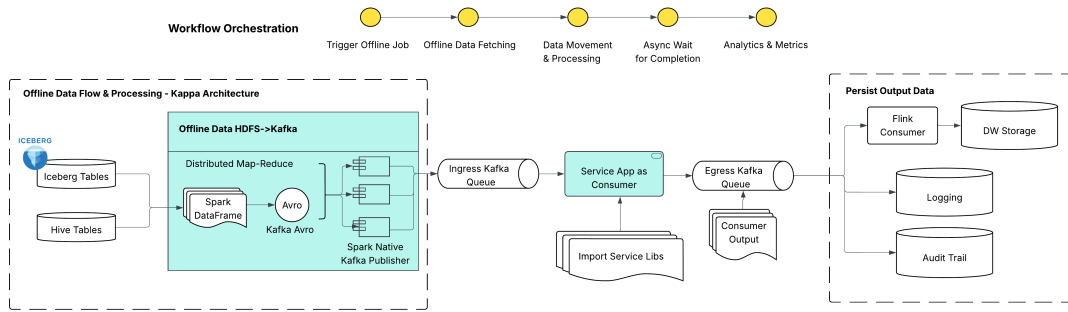 Workflow Orchestration
Trigger Offline Job
Offline Data Fetching
Data Movement
& Processing
Async Wait
for Completion
Analytics & Metrics
Offline Data Flow & Processing - Kappa Architecture
Offline Data HDFS->Kafka
ICEBERG
Iceberg Tables
Hive Tables
Distributed Map-Reduce
Spark
DataFrame
Avro
Kafka Avro
Spark Native
Kafka Publisher
Ingress Kafka
Queue
Service App as
Consumer
Import Service Libs
Egress Kafka
Queue
Consumer
Output
Persist Output Data
Flink
Consumer
DW Storage
Logging
Audit Trail